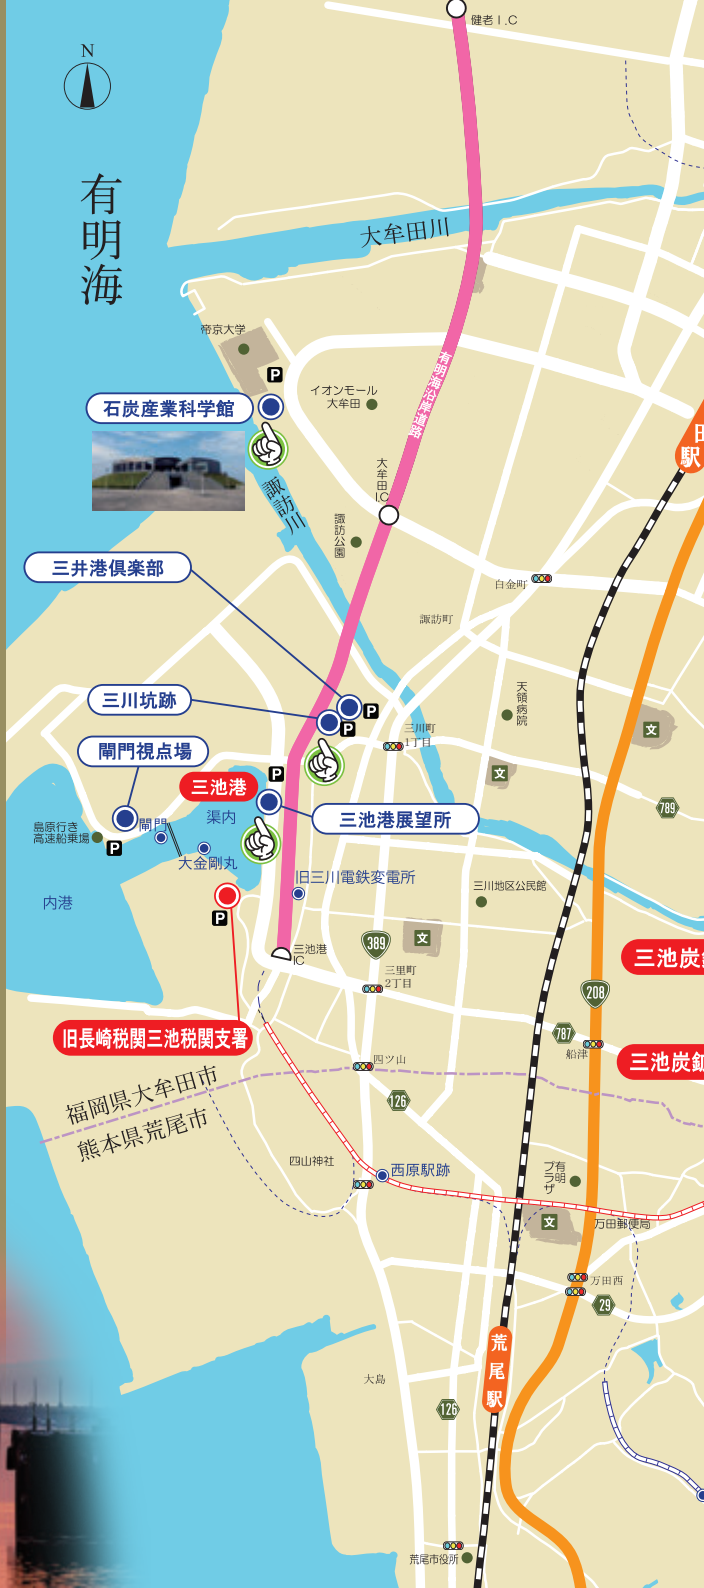 健老I.C
N
有明海
大牟田川
帝京大学
P
石炭産業科学館
イオンモール
大牟田
有明海沿岸道路
駅
大牟田I.C
諏訪川
諏訪公園
三井港倶楽部
白金町
諏訪町
三川坑跡
P
P
天領病院
文
三川町
1丁目
閘門視点場
三池港
P
文
789
渠内
三池港展望所
島原行き
高速船乗場
閘門
P
大金剛丸
旧三川電鉄変電所
三川地区公民館
内港
P
389
文
三池港
IC
三池炭
三里町
2丁目
208
旧長崎税関三池税関支署
787
船津
四ツ山
三池炭鉱
福岡県大牟田市
126
熊本県荒尾市
四山神社
西原駅跡
有明
プラザ
文
万田郵便局
万田西
29
荒尾駅
大島
126
荒尾市役所